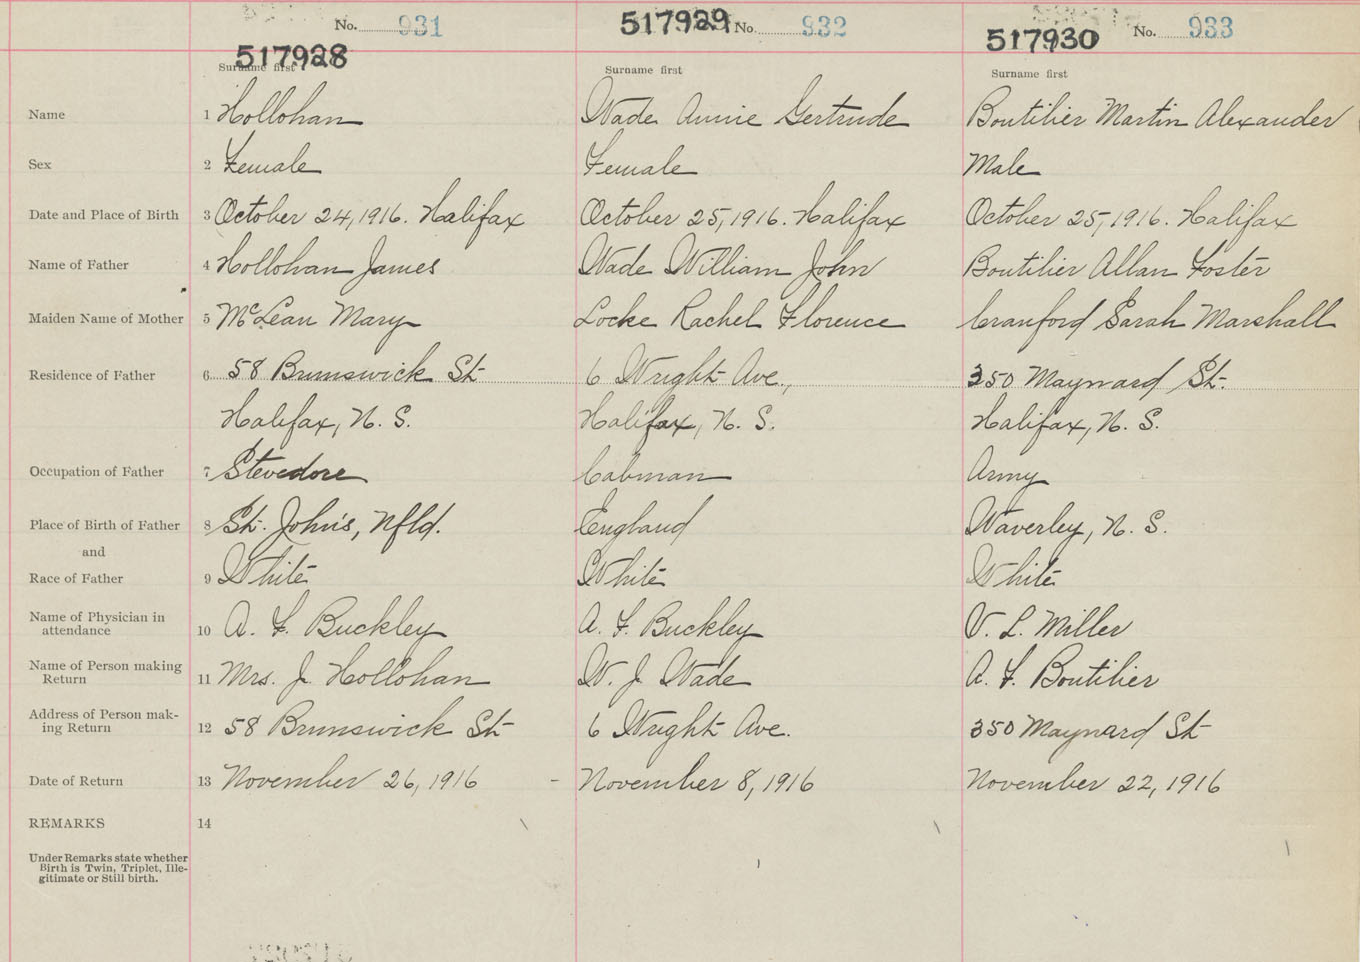 No. 931 517929 No. 932 517930 No. 933
517928
Surname first Surname first Surname first
Name 1 Hollohan Wade Annie Gertrude Boutilier Martin Alexander
Sex 2 Female Female Male
Date and Place of Birth 3 October 24, 1916. Halifax October 25, 1916. Halifax October 25, 1916. Halifax
Name of Father 4 Hollohan James Wade William John Boutilier Allan Foster
Maiden Name of Mother 5 McLean Mary Locke Rachel Florence Cranford Sarah Marshall
Residence of Father 6 58 Brunswick St. 6 Wright Ave., 350 Maynard St.
Halifax, N. S. Halifax, N. S. Halifax, N. S.
Occupation of Father 7 Stevedore Cabman Army
Place of Birth of Father 8 St. John's, Nfld. England Waverley, N. S.
and
Race of Father 9 White White White
Name of Physician in
attendance 10 A. F. Buckley A. F. Buckley V. L. Miller
Name of Person making
Return 11 Mrs. J. Hollohan W. J. Wade A. F. Boutilier
Address of Person mak-
ing Return 12 58 Brunswick St 6 Wright Ave. 350 Maynard St
Date of Return 13 November 26, 1916 - November 8, 1916 November 22, 1916
REMARKS 14
Under Remarks state whether
Birth is Twin, Triplet, Ille-
gitimate or Still birth.